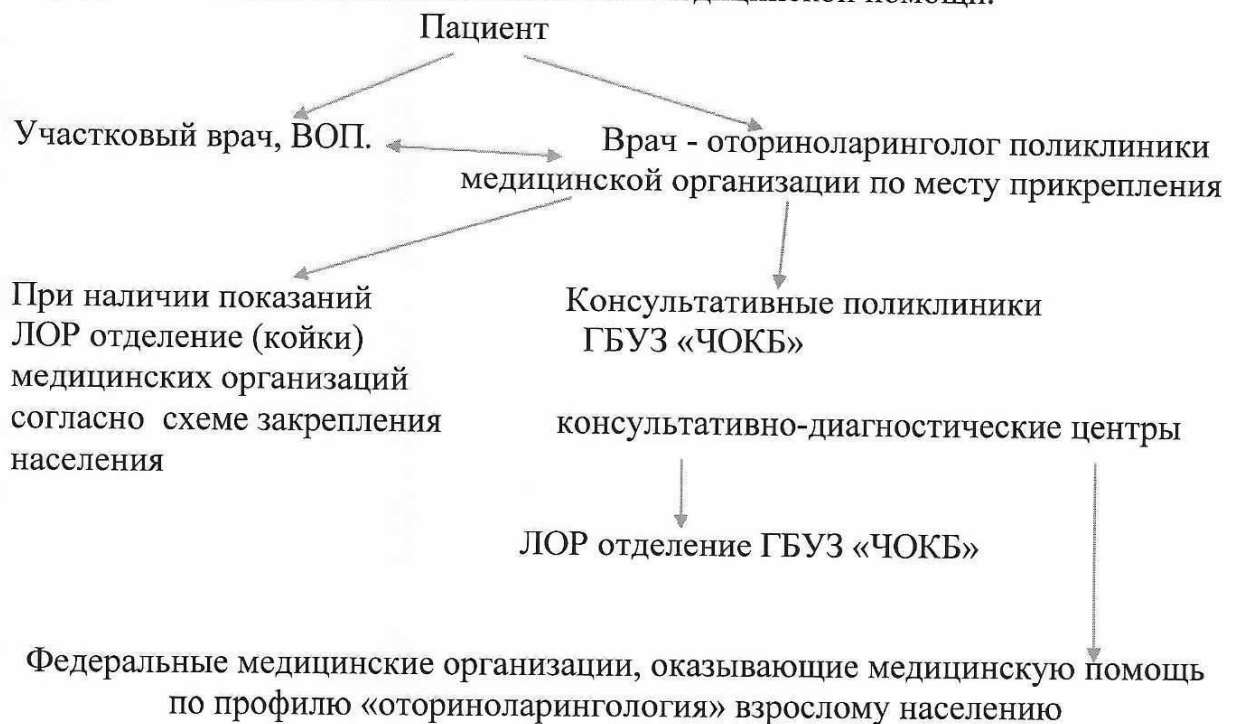 помощи.
Пациент
Участковый врач, ВОП.
Врач - оториноларинголог поликлиники
медицинской организации по месту прикрепления
При наличии показаний
ЛОР отделение (койки)
медицинских организаций
согласно схеме закрепления
населения
Консультативные поликлиники
ГБУЗ «ЧОКБ»
консультативно-диагностические центры
ЛОР отделение ГБУЗ «ЧОКБ»
Федеральные медицинские организации, оказывающие медицинскую помощь
по профилю «оториноларингология» взрослому населению